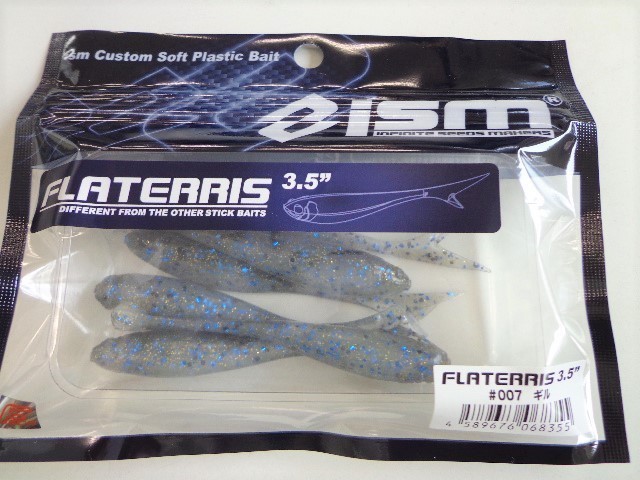 ism Custom Soft Plastic Bait
ism®
INFINITE SEEDS MAKERS
FLATERRIS 3.5”
DIFFERENT FROM THE OTHER STICK BAITS
FLATERRIS 3.5”
#007 ギル
4 589676 068355